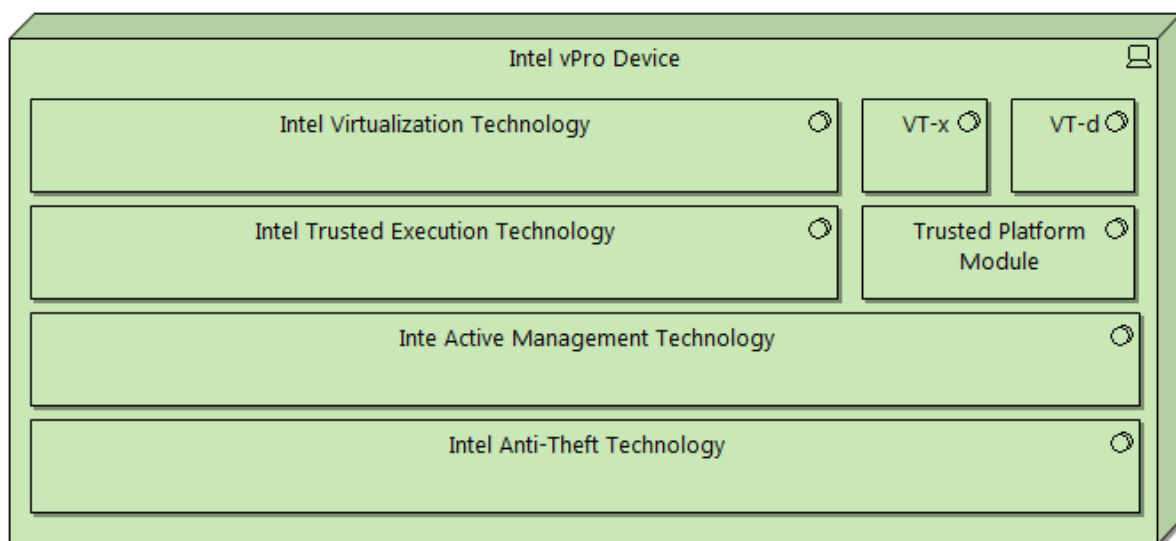 Intel vPro Device
Intel Virtualization Technology
VT-x
VT-d
Intel Trusted Execution Technology
Trusted Platform
Module
Inte Active Management Technology
Intel Anti-Theft Technology